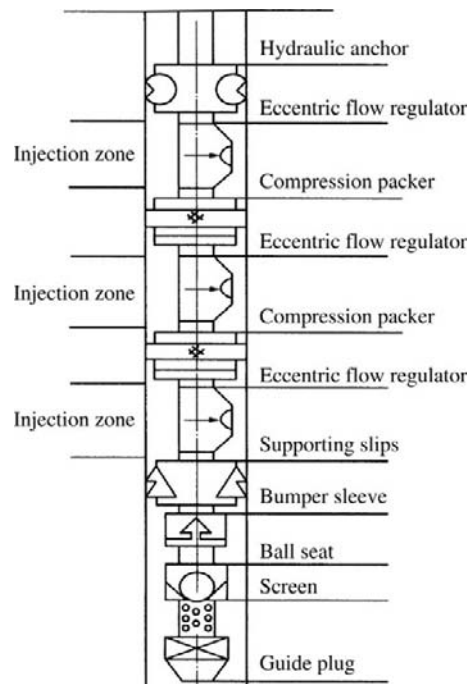 Hydraulic anchor
Eccentric flow regulator
Injection zone
Compression packer
Eccentric flow regulator
Injection zone
Compression packer
Eccentric flow regulator
Injection zone
Supporting slips
Bumper sleeve
Ball seat
Screen
Guide plug